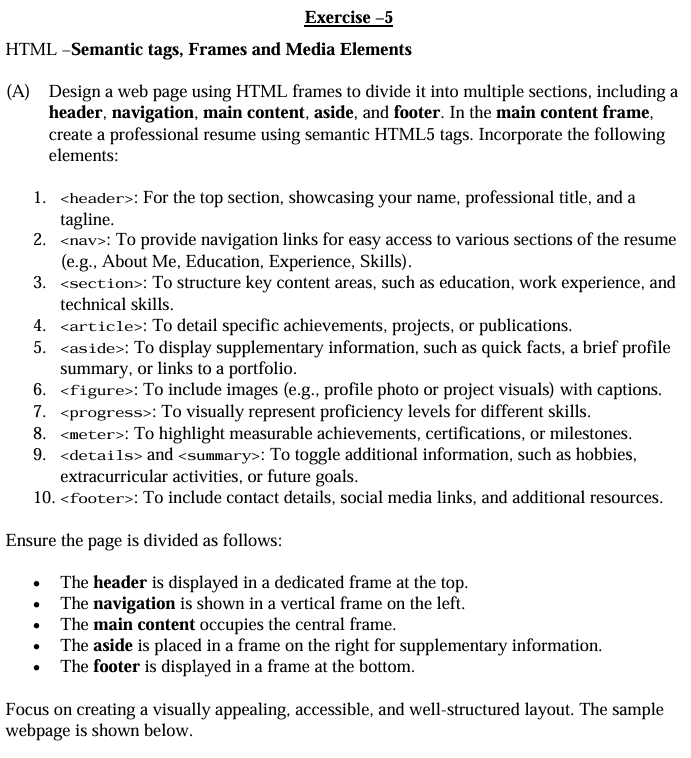 Exercise –5
HTML –Semantic tags, Frames and Media Elements
(A) Design a web page using HTML frames to divide it into multiple sections, including a
header, navigation, main content, aside, and footer. In the main content frame,
create a professional resume using semantic HTML5 tags. Incorporate the following
elements:
1. <header>: For the top section, showcasing your name, professional title, and a
tagline.
2. <nav>: To provide navigation links for easy access to various sections of the resume
(e.g., About Me, Education, Experience, Skills).
3. <section>: To structure key content areas, such as education, work experience, and
technical skills.
4. <article>: To detail specific achievements, projects, or publications.
5. <aside>: To display supplementary information, such as quick facts, a brief profile
summary, or links to a portfolio.
6. <figure>: To include images (e.g., profile photo or project visuals) with captions.
7. <progress>: To visually represent proficiency levels for different skills.
8. <meter>: To highlight measurable achievements, certifications, or milestones.
9. <details> and <summary>: To toggle additional information, such as hobbies,
extracurricular activities, or future goals.
10. <footer>: To include contact details, social media links, and additional resources.
Ensure the page is divided as follows:
• The header is displayed in a dedicated frame at the top.
• The navigation is shown in a vertical frame on the left.
• The main content occupies the central frame.
• The aside is placed in a frame on the right for supplementary information.
• The footer is displayed in a frame at the bottom.
Focus on creating a visually appealing, accessible, and well-structured layout. The sample
webpage is shown below.